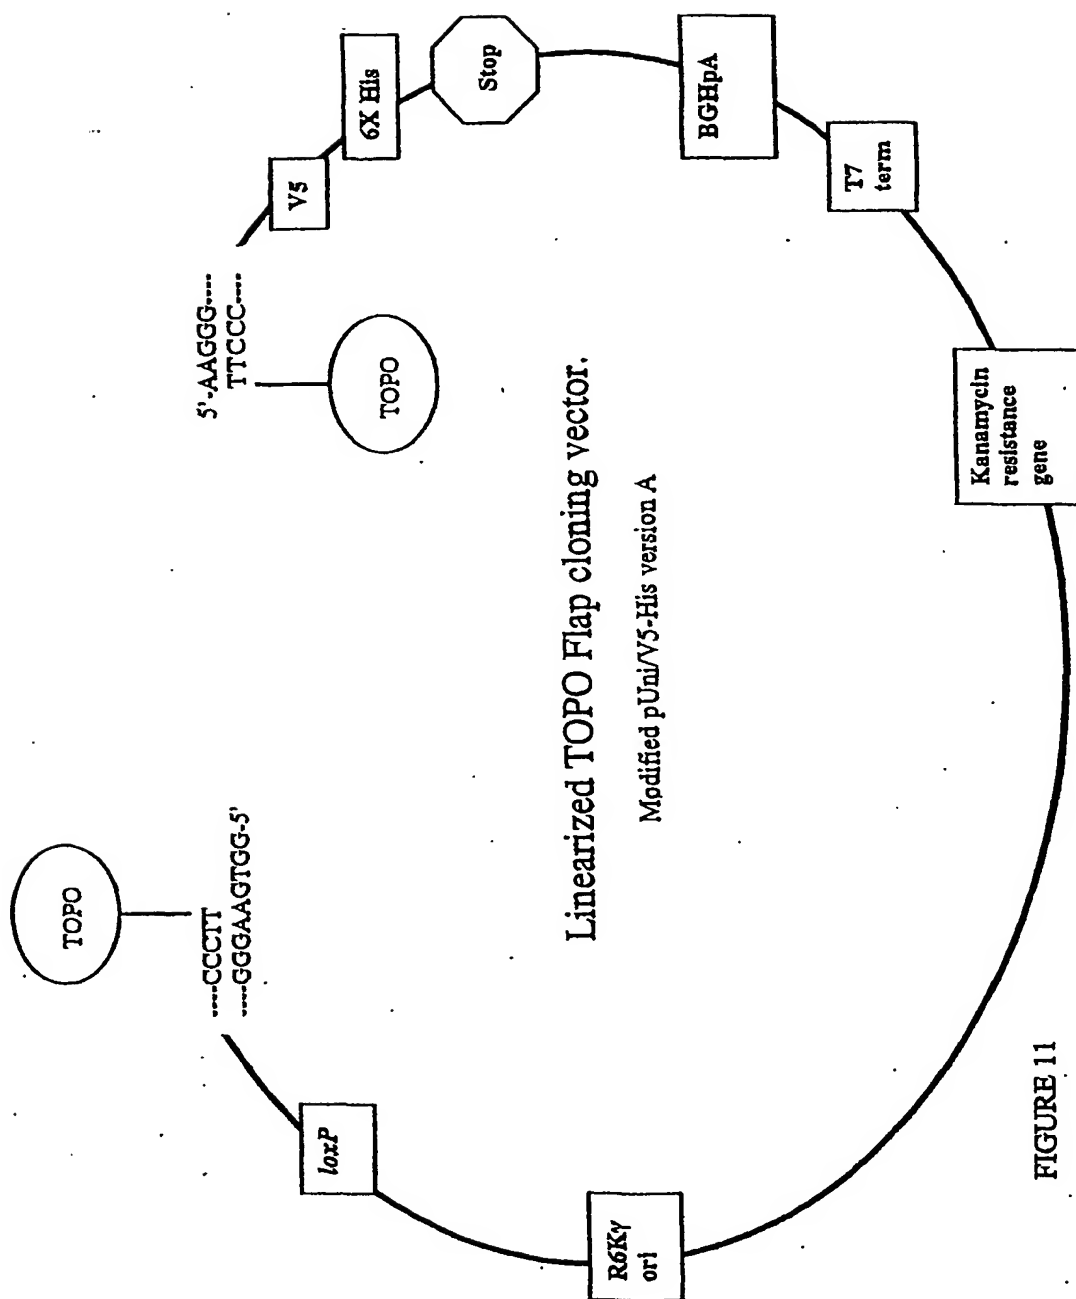 TOPO
----CCCTT
----GGGAAGTGG-5'
5'-AAGGG----
TTCCC----
TOPO
loxP
V5
6X His
Stop
R6Kγ
ori
BGHpA
T7
term
Kanamycin
resistance
gene
Linearized TOPO Flap cloning vector.
Modified pUni/V5-His version A
FIGURE 11